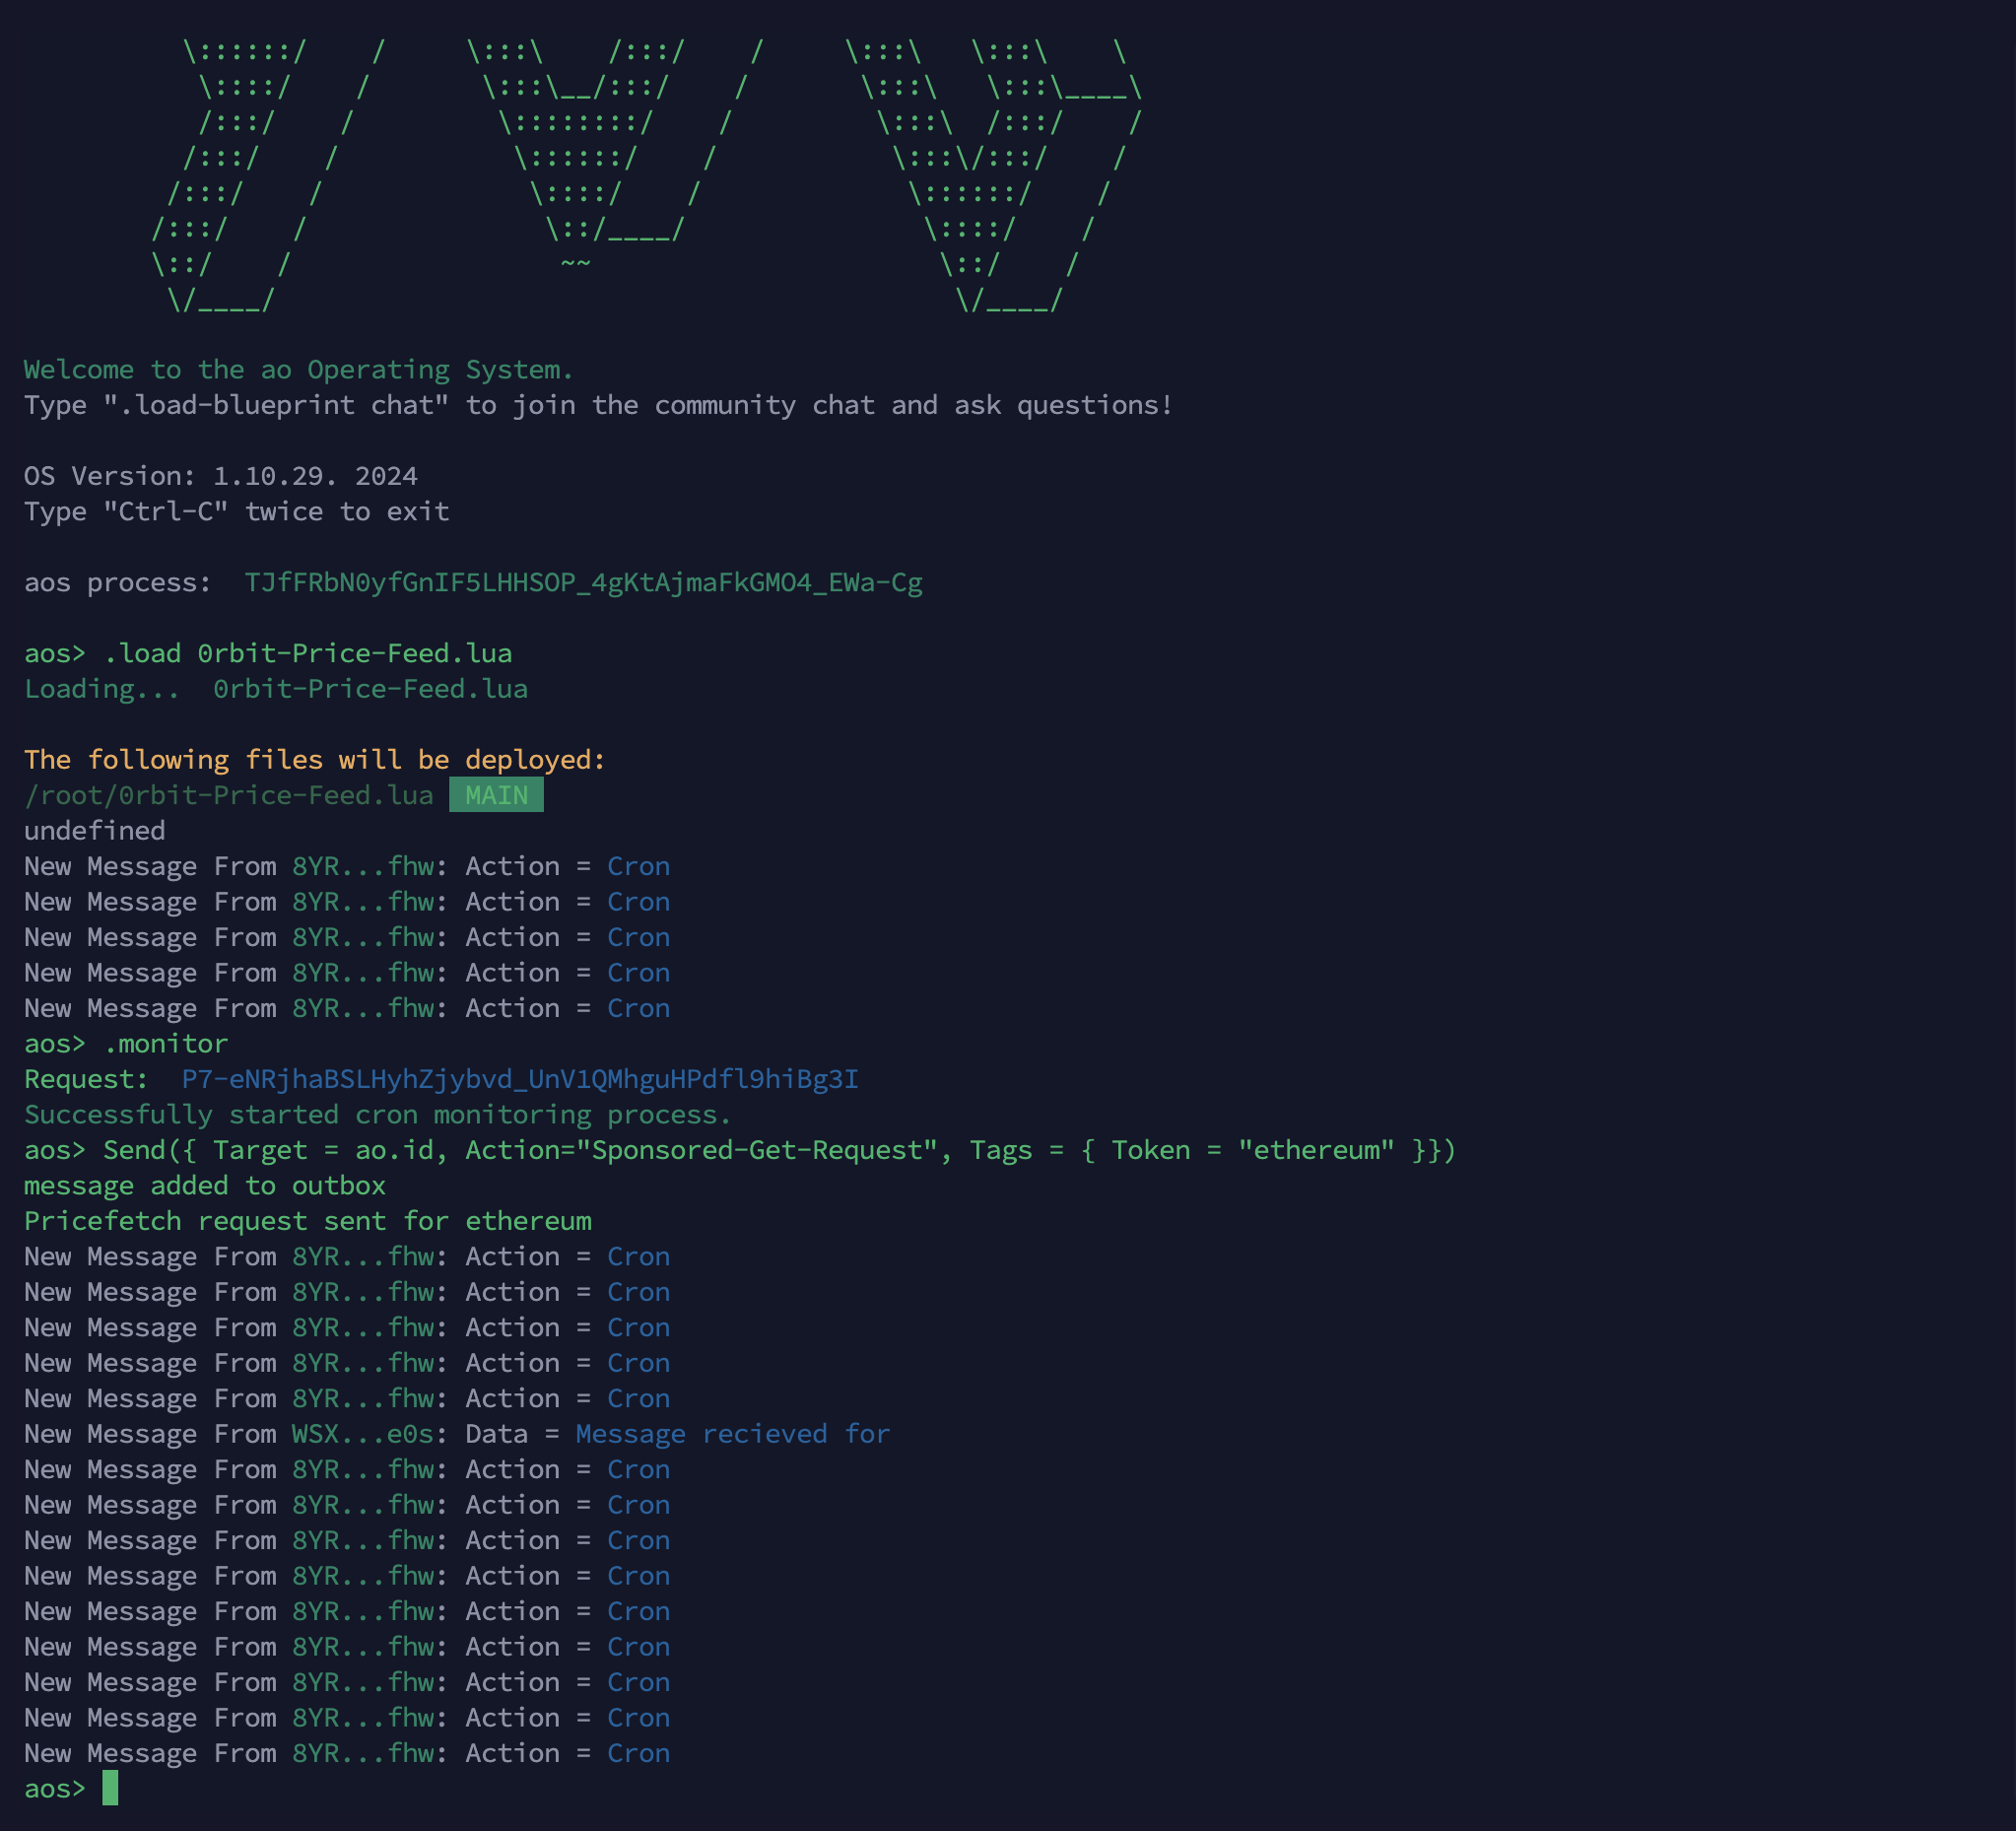 Welcome to the ao Operating System.
Type ".load-blueprint chat" to join the community chat and ask questions!
OS Version: 1.10.29. 2024
Type "Ctrl-C" twice to exit
aos process:  TJfFRbN0yfGnIF5LHHSOP_4gKtAjmaFkGMO4_EWa-Cg
aos> .load 0rbit-Price-Feed.lua
Loading...  0rbit-Price-Feed.lua
The following files will be deployed:
/root/0rbit-Price-Feed.lua MAIN
undefined
New Message From 8YR...fhw: Action = Cron
New Message From 8YR...fhw: Action = Cron
New Message From 8YR...fhw: Action = Cron
New Message From 8YR...fhw: Action = Cron
New Message From 8YR...fhw: Action = Cron
aos> .monitor
Request:  P7-eNRjhaBSLHyhZjybvd_UnV1QMhguHPdfl9hiBg3I
Successfully started cron monitoring process.
aos> Send({ Target = ao.id, Action="Sponsored-Get-Request", Tags = { Token = "ethereum" }})
message added to outbox
Pricefetch request sent for ethereum
New Message From 8YR...fhw: Action = Cron
New Message From 8YR...fhw: Action = Cron
New Message From 8YR...fhw: Action = Cron
New Message From 8YR...fhw: Action = Cron
New Message From 8YR...fhw: Action = Cron
New Message From WSX...e0s: Data = Message recieved for
New Message From 8YR...fhw: Action = Cron
New Message From 8YR...fhw: Action = Cron
New Message From 8YR...fhw: Action = Cron
New Message From 8YR...fhw: Action = Cron
New Message From 8YR...fhw: Action = Cron
New Message From 8YR...fhw: Action = Cron
New Message From 8YR...fhw: Action = Cron
New Message From 8YR...fhw: Action = Cron
New Message From 8YR...fhw: Action = Cron
aos>